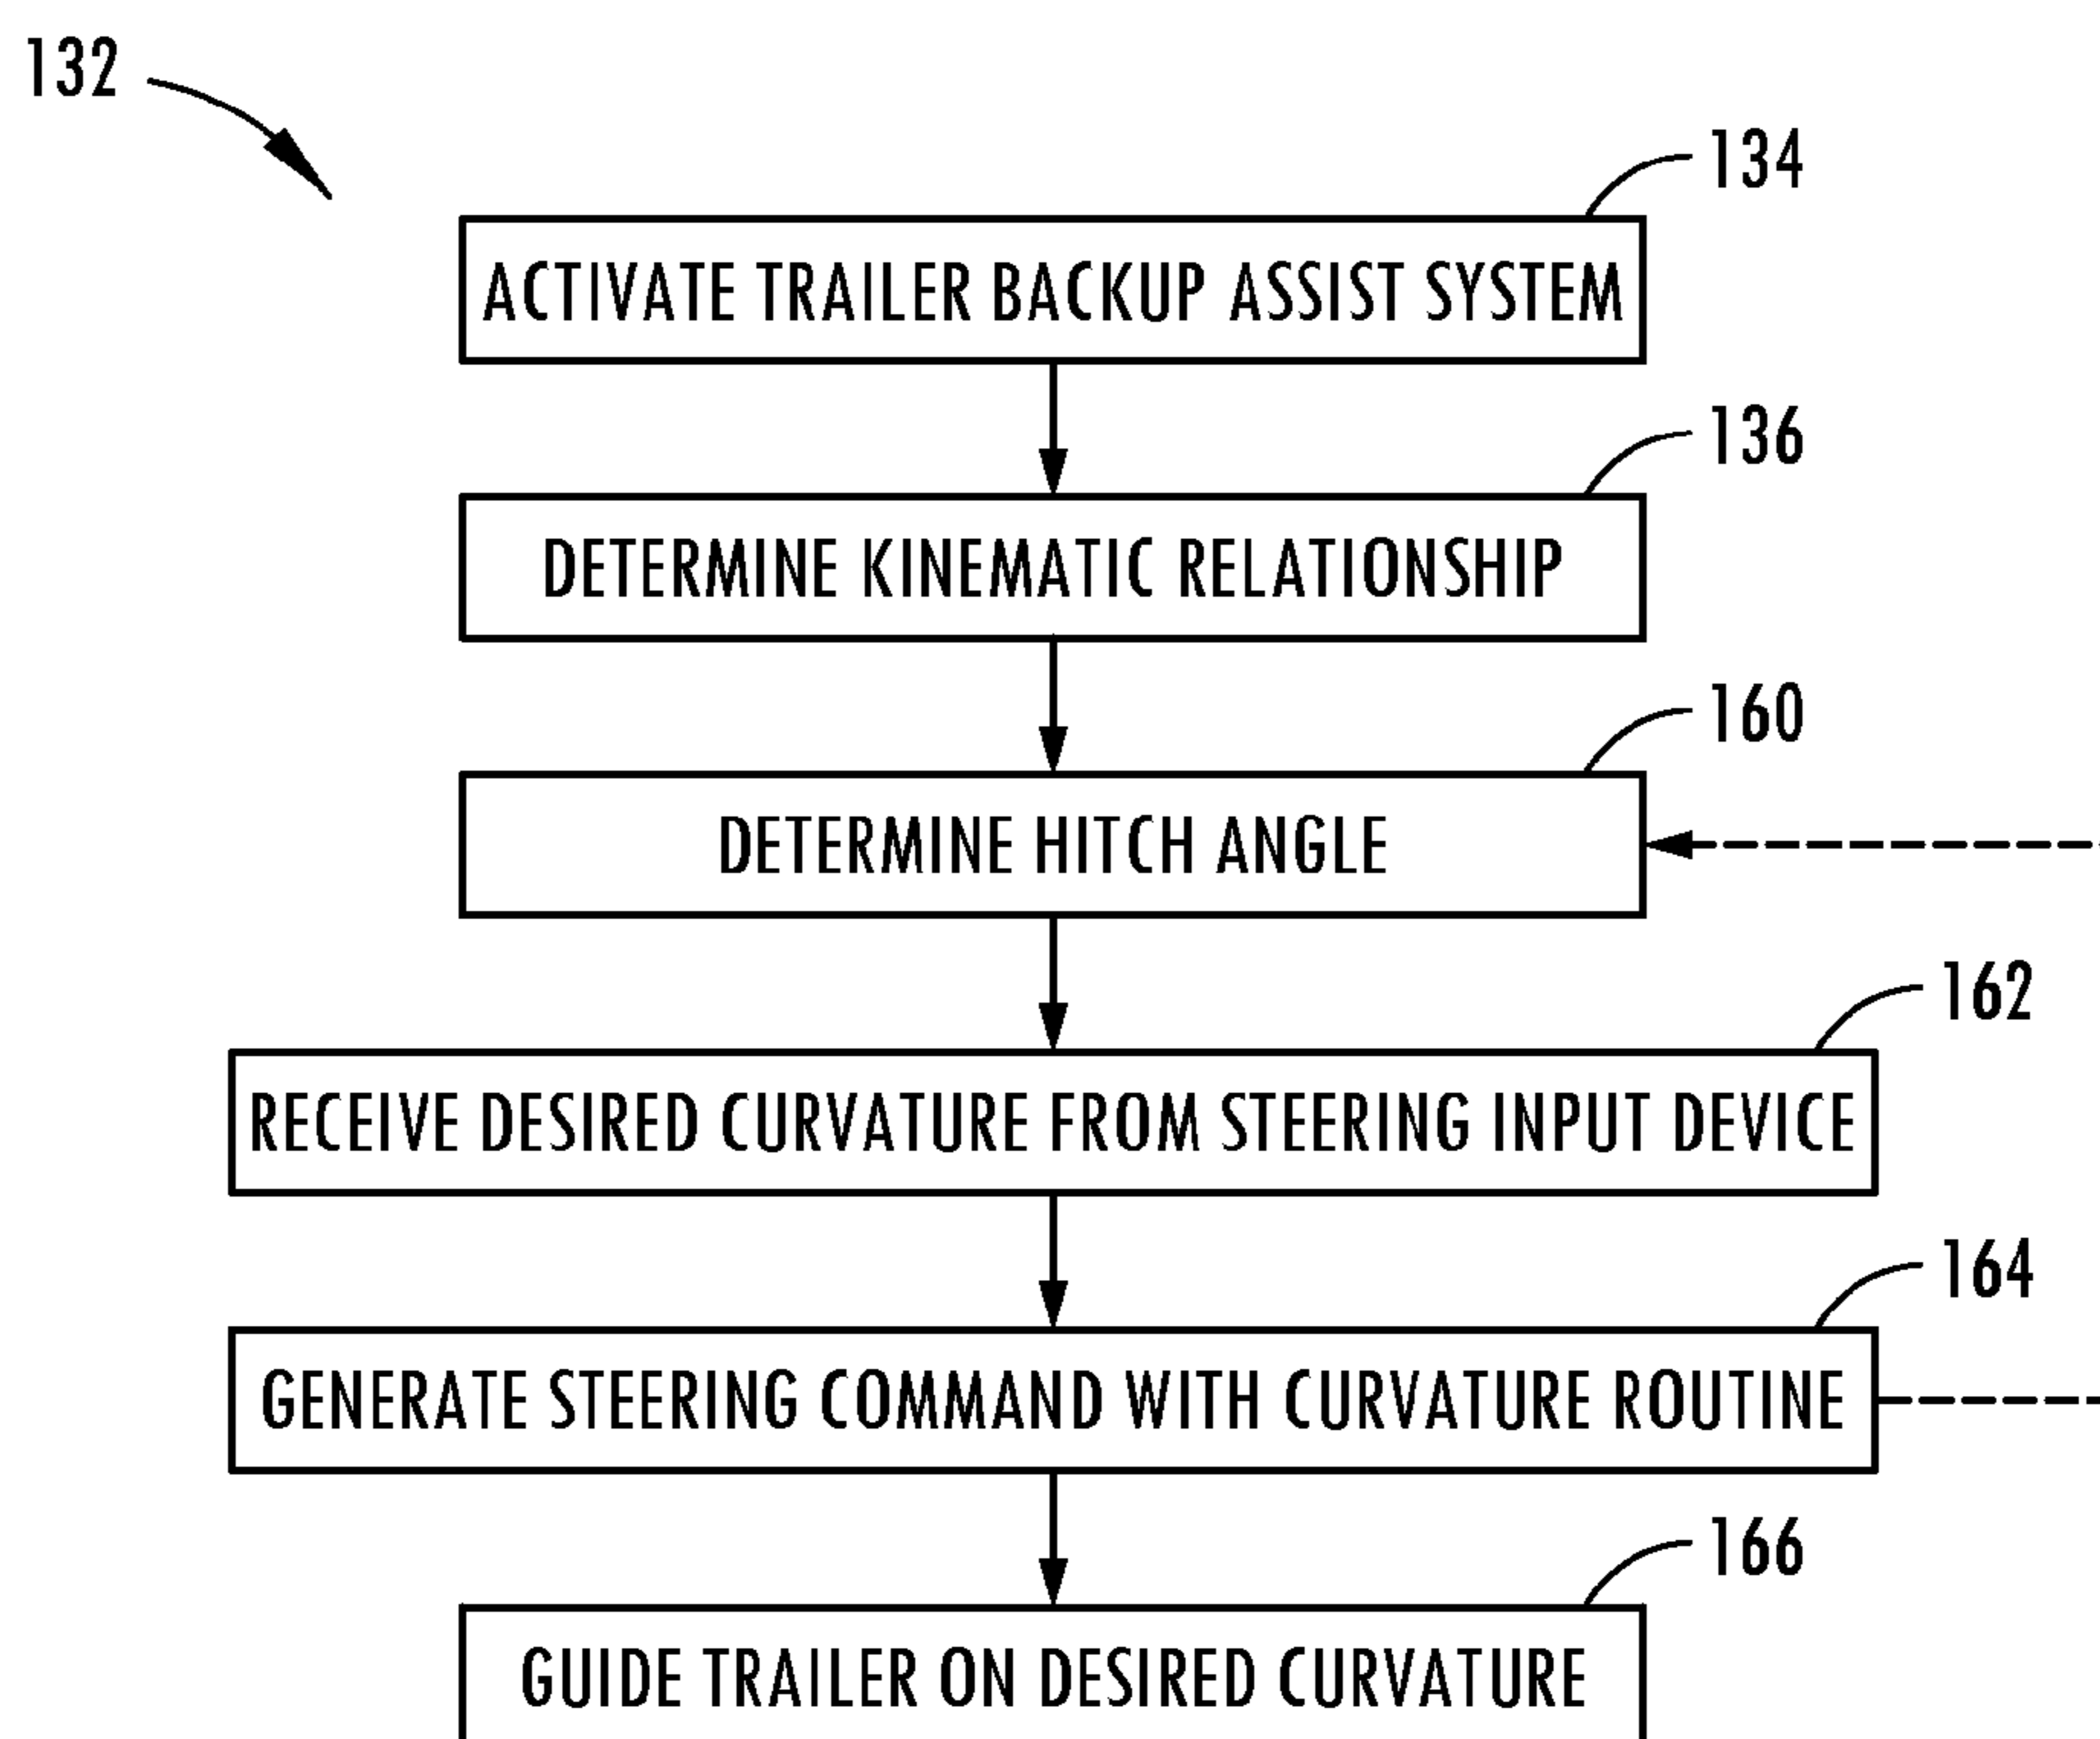 132
134
ACTIVATE TRAILER BACKUP ASSIST SYSTEM
136
DETERMINE KINEMATIC RELATIONSHIP
160
DETERMINE HITCH ANGLE
162
RECEIVE DESIRED CURVATURE FROM STEERING INPUT DEVICE
164
GENERATE STEERING COMMAND WITH CURVATURE ROUTINE
166
GUIDE TRAILER ON DESIRED CURVATURE